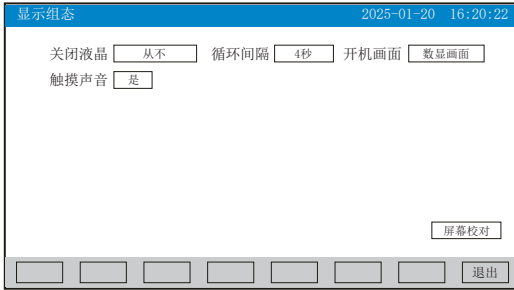 显示组态 2025-01-20 16:20:22
关闭液晶 从不 循环间隔 4秒 开机画面 数显画面
触摸声音 是
屏幕校对
退出